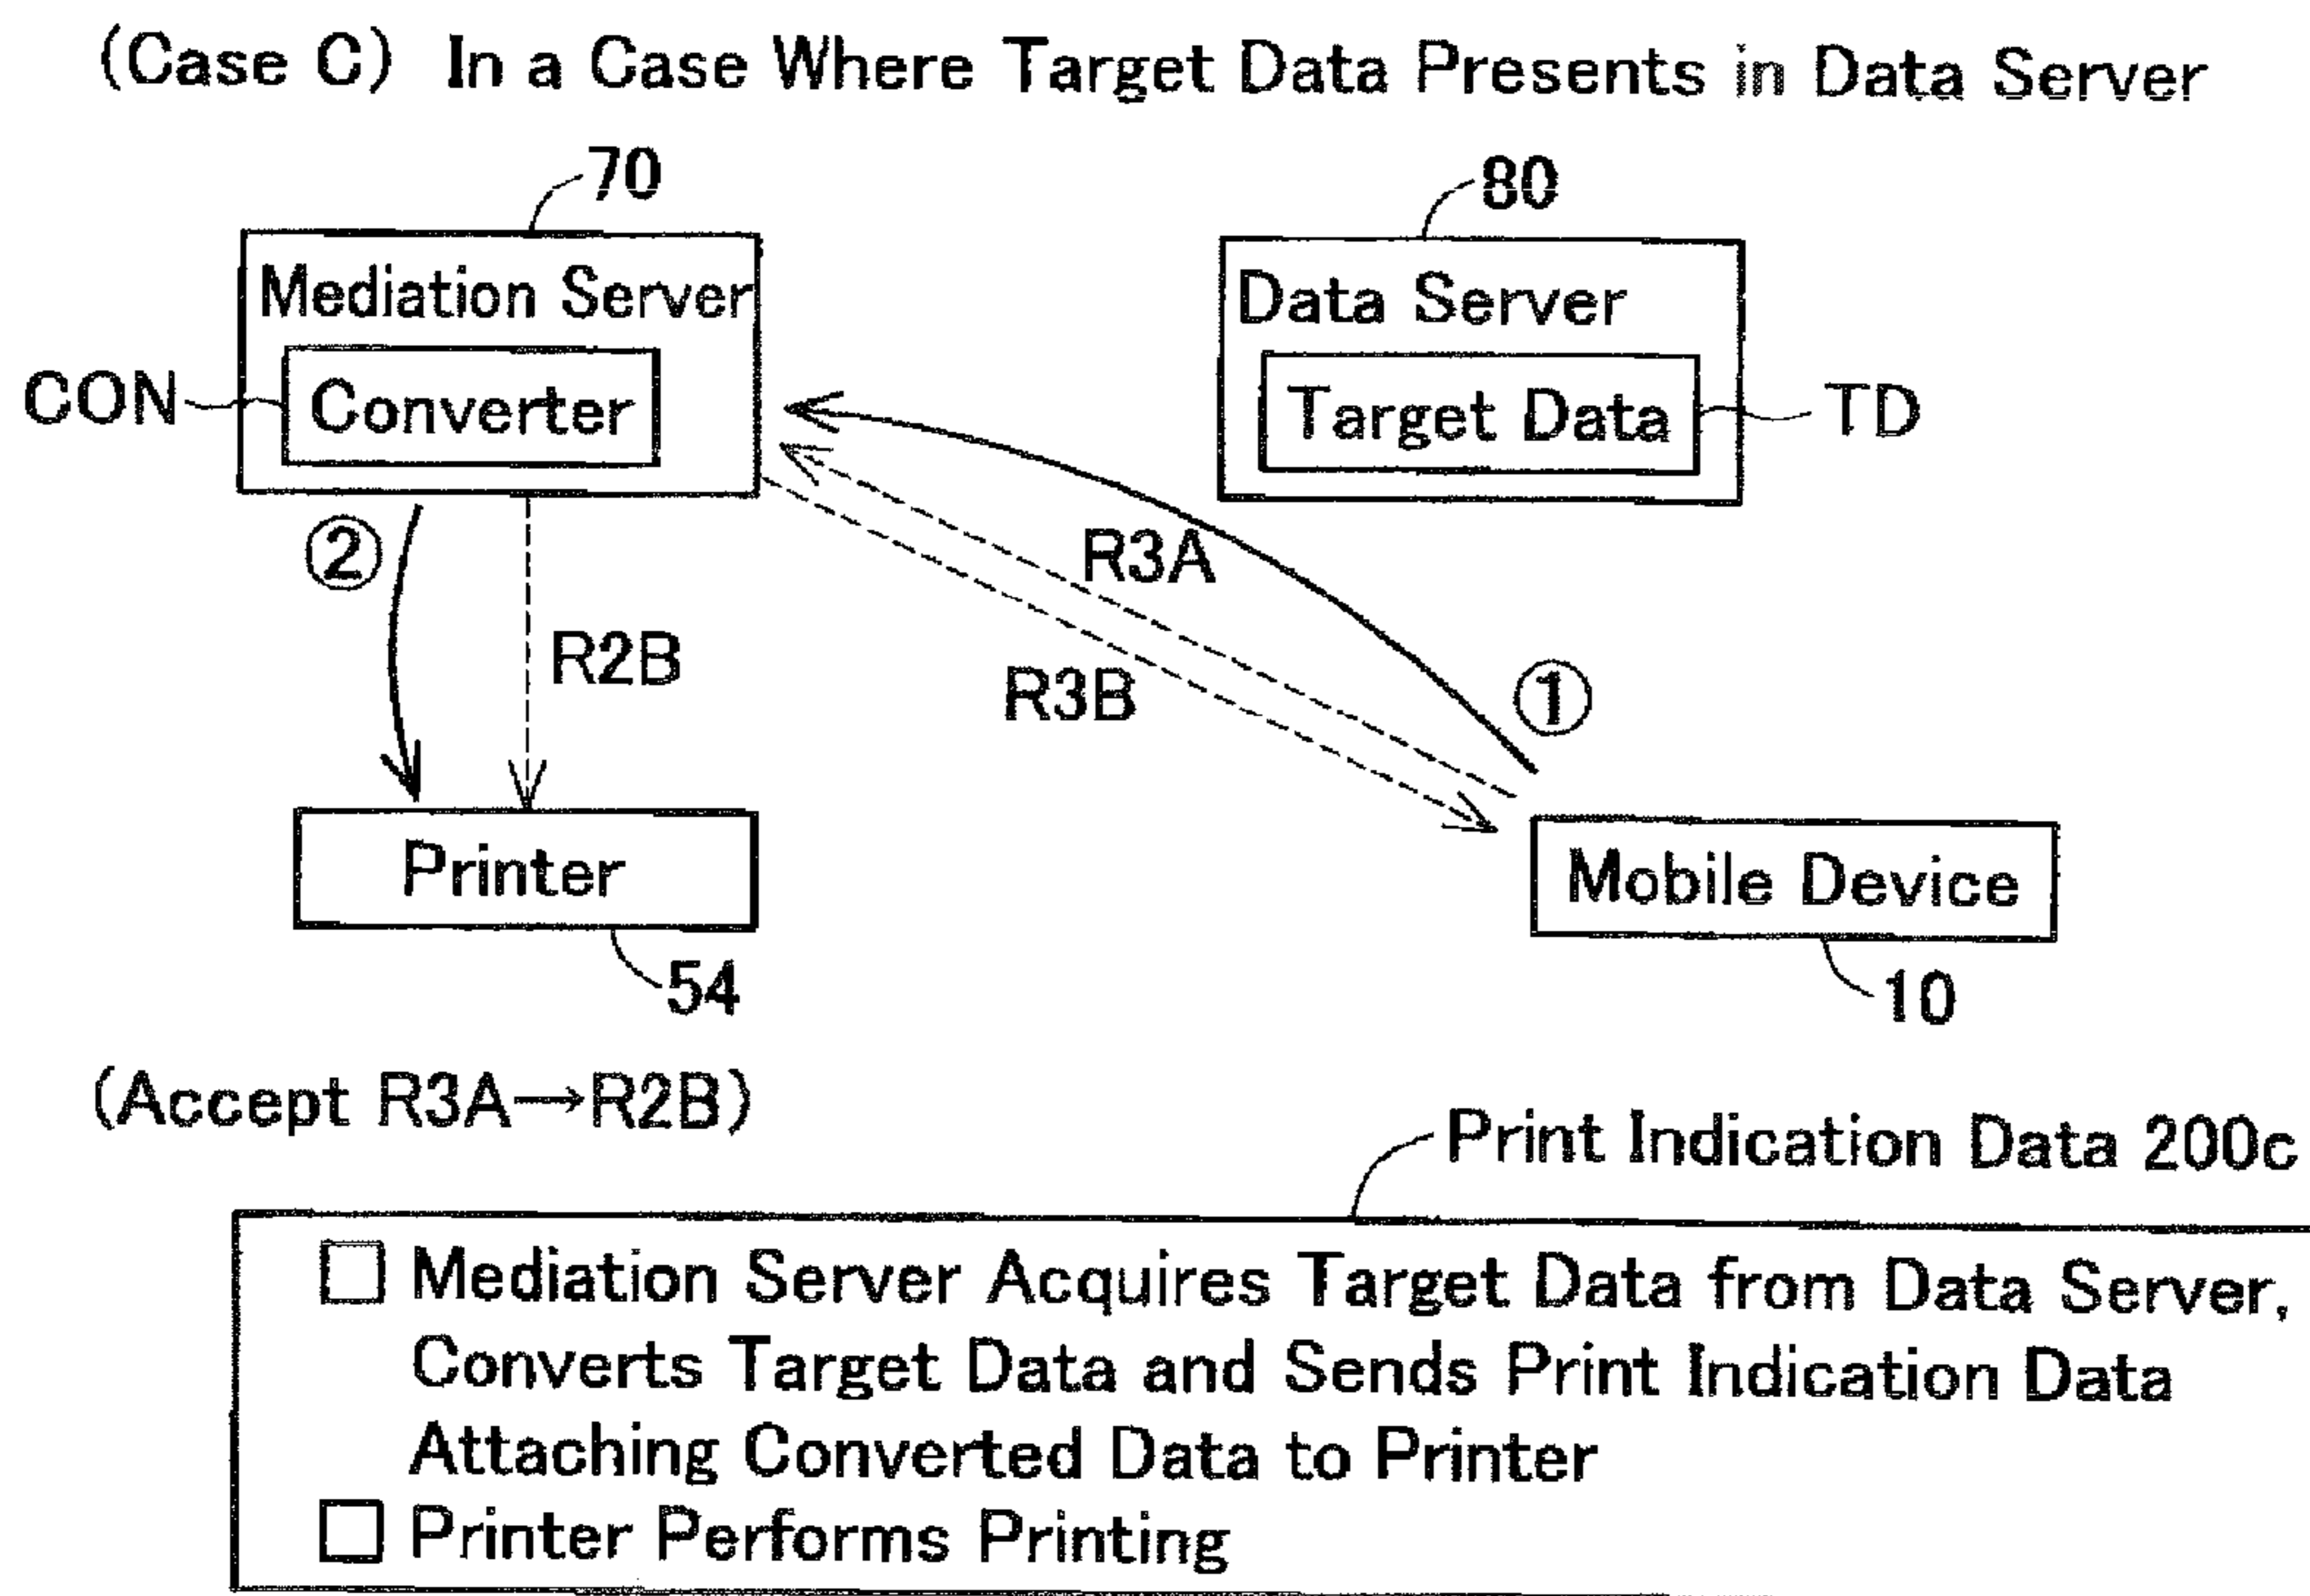 (Case C) In a Case Where Target Data Presents in Data Server
70
80
Mediation Server
Data Server
CON
Converter
Target Data
TD
②
R3A
R2B
R3B
①
Printer
Mobile Device
54
10
(Accept R3A→R2B)
Print Indication Data 200c
□ Mediation Server Acquires Target Data from Data Server,
Converts Target Data and Sends Print Indication Data
Attaching Converted Data to Printer
□ Printer Performs Printing